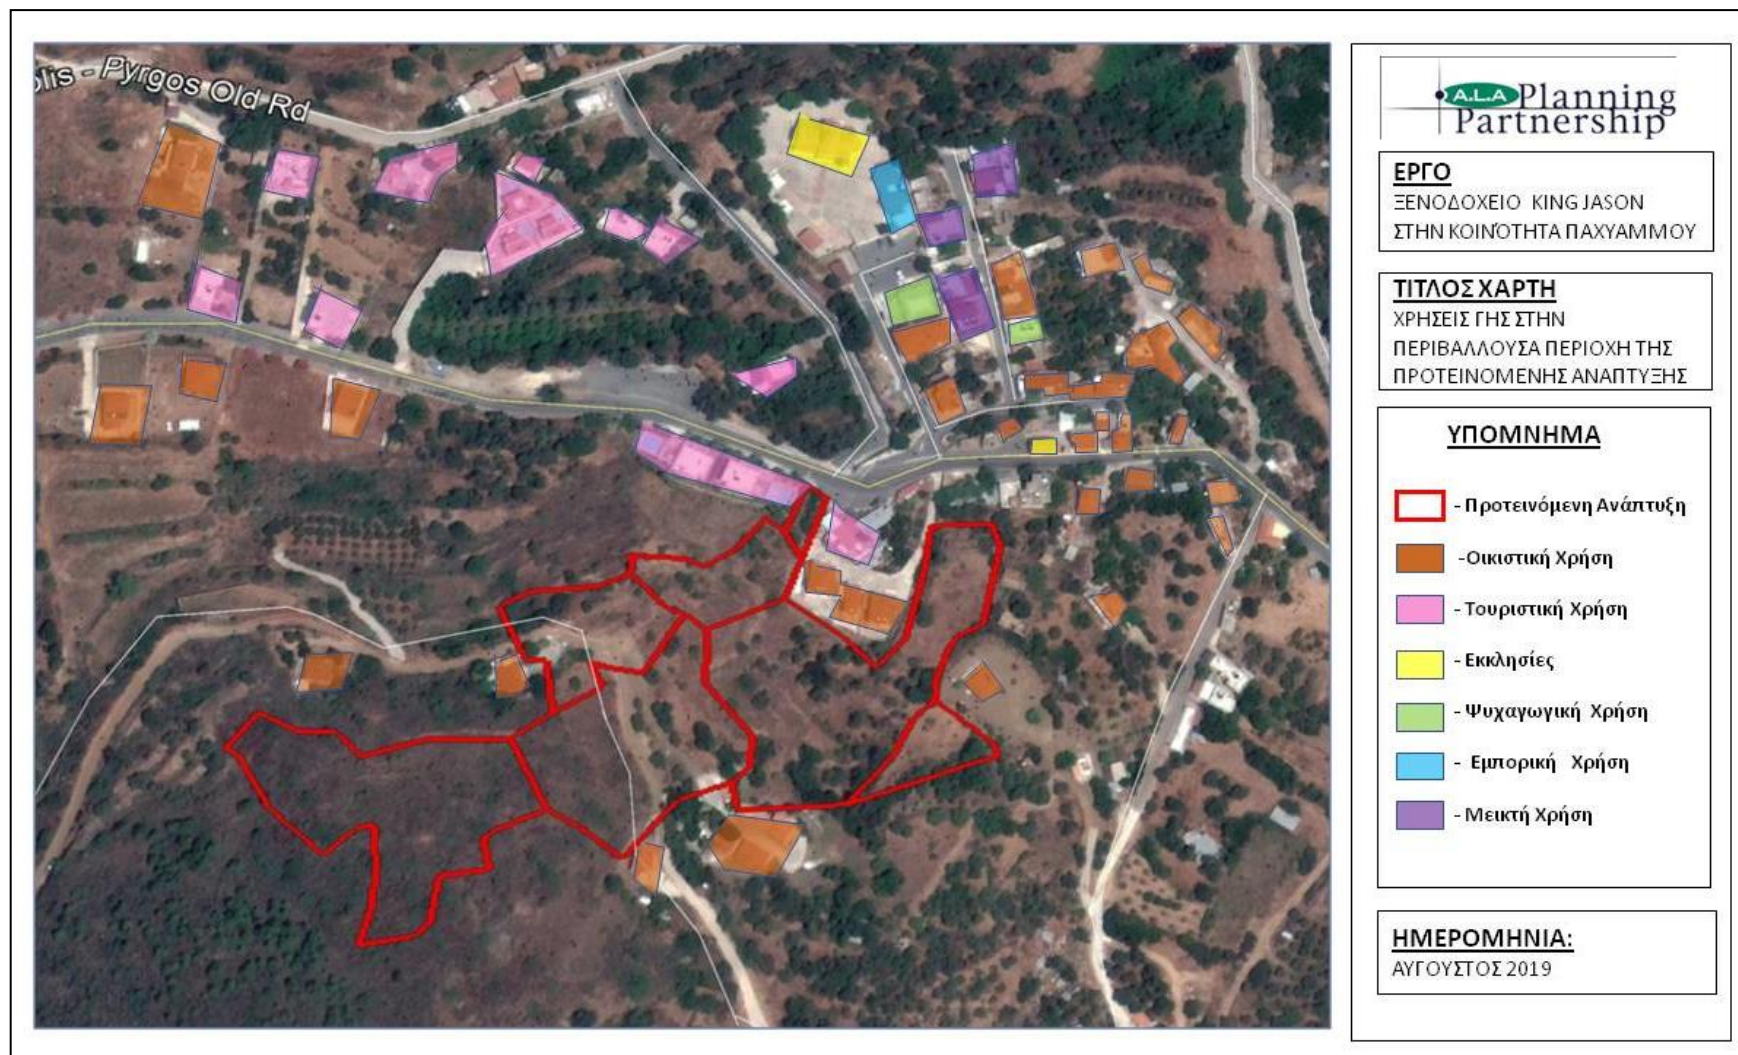 olis - Pyrgos Old Rd
A.L.A Planning
Partnership
ΕΡΓΟ
ΞΕΝΟΔΟΧΕΙΟ KING JASON
ΣΤΗΝ ΚΟΙΝΌΤΗΤΑ ΠΑΧΥΑΜΜΟΥ
ΤΙΤΛΟΣ ΧΑΡΤΗ
ΧΡΗΣΕΙΣ ΓΗΣ ΣΤΗΝ
ΠΕΡΙΒΑΛΛΟΥΣΑ ΠΕΡΙΟΧΗ ΤΗΣ
ΠΡΟΤΕΙΝΟΜΕΝΗΣ ΑΝΑΠΤΥΞΗΣ
ΥΠΟΜΝΗΜΑ
- Προτεινόμενη Ανάπτυξη
-Οικιστική Χρήση
- Τουριστική Χρήση
- Εκκλησίες
- Ψυχαγωγική Χρήση
- Εμπορική Χρήση
- Μεικτή Χρήση
ΗΜΕΡΟΜΗΝΙΑ:
ΑΥΓΟΥΣΤΟΣ 2019